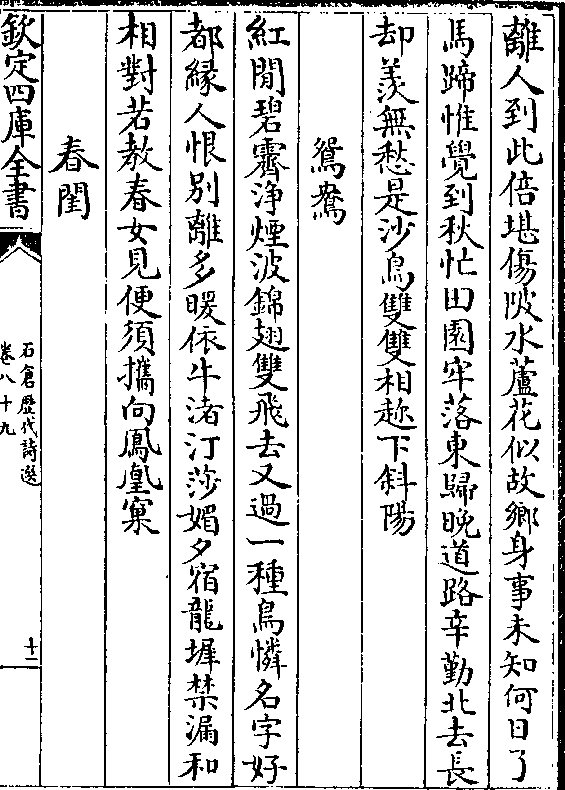 離人到此倍堪傷陂水蘆花似故鄉身事未知何日了
馬蹄惟覺到秋忙田園牢落東歸晚道路辛勤北去長
却羨無愁是沙鳥雙雙相趂下斜陽
鴛鴦
紅閒碧霽浄煙波錦翅雙飛去又過一種鳥憐名字好
都縁人恨别離多暖依牛渚汀莎媚夕宿龍墀禁漏和
相對若教春女見便須攜向鳳凰窠
春閨
欽定四庫全書
石倉歴代詩選
卷八十九
十二